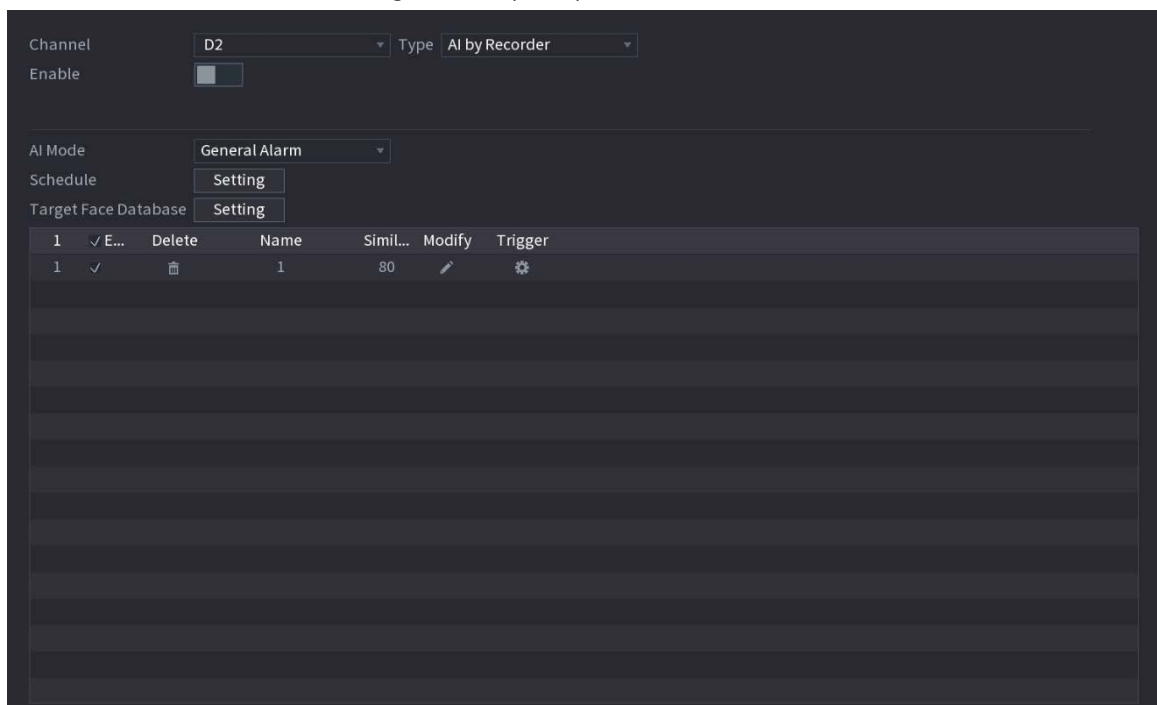 Channel D2 Type AI by Recorder
Enable
AI Mode General Alarm
Schedule Setting
Target Face Database Setting
1 E... Delete Name Simil... Modify Trigger
1 1 80